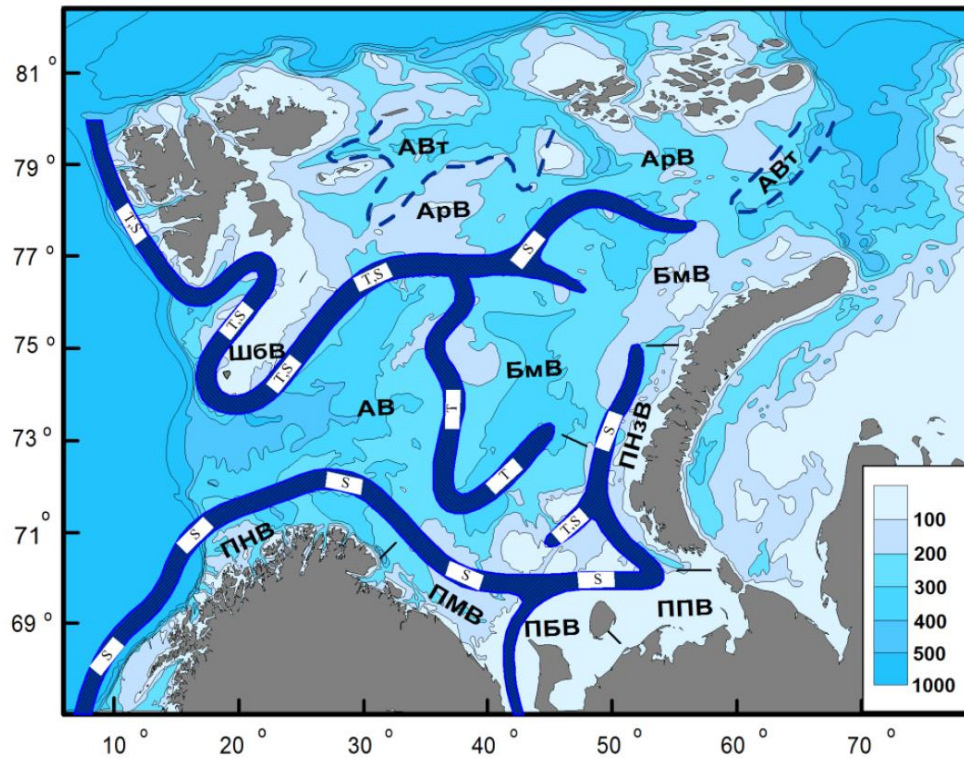 81 °
79 °
77 °
75 °
73 °
71 °
69 °
АВт
АрВ
АВт
АрВ
T,S
S
БмВ
T,S
T,S
ШбВ
T,S
БмВ
АВ
T
S
ПНзВ
S
T
S
T,S
ПНВ
S
S
ПМВ
ПБВ
ППВ
S
100
200
300
400
500
1000
10 °
20 °
30 °
40 °
50 °
60 °
70 °